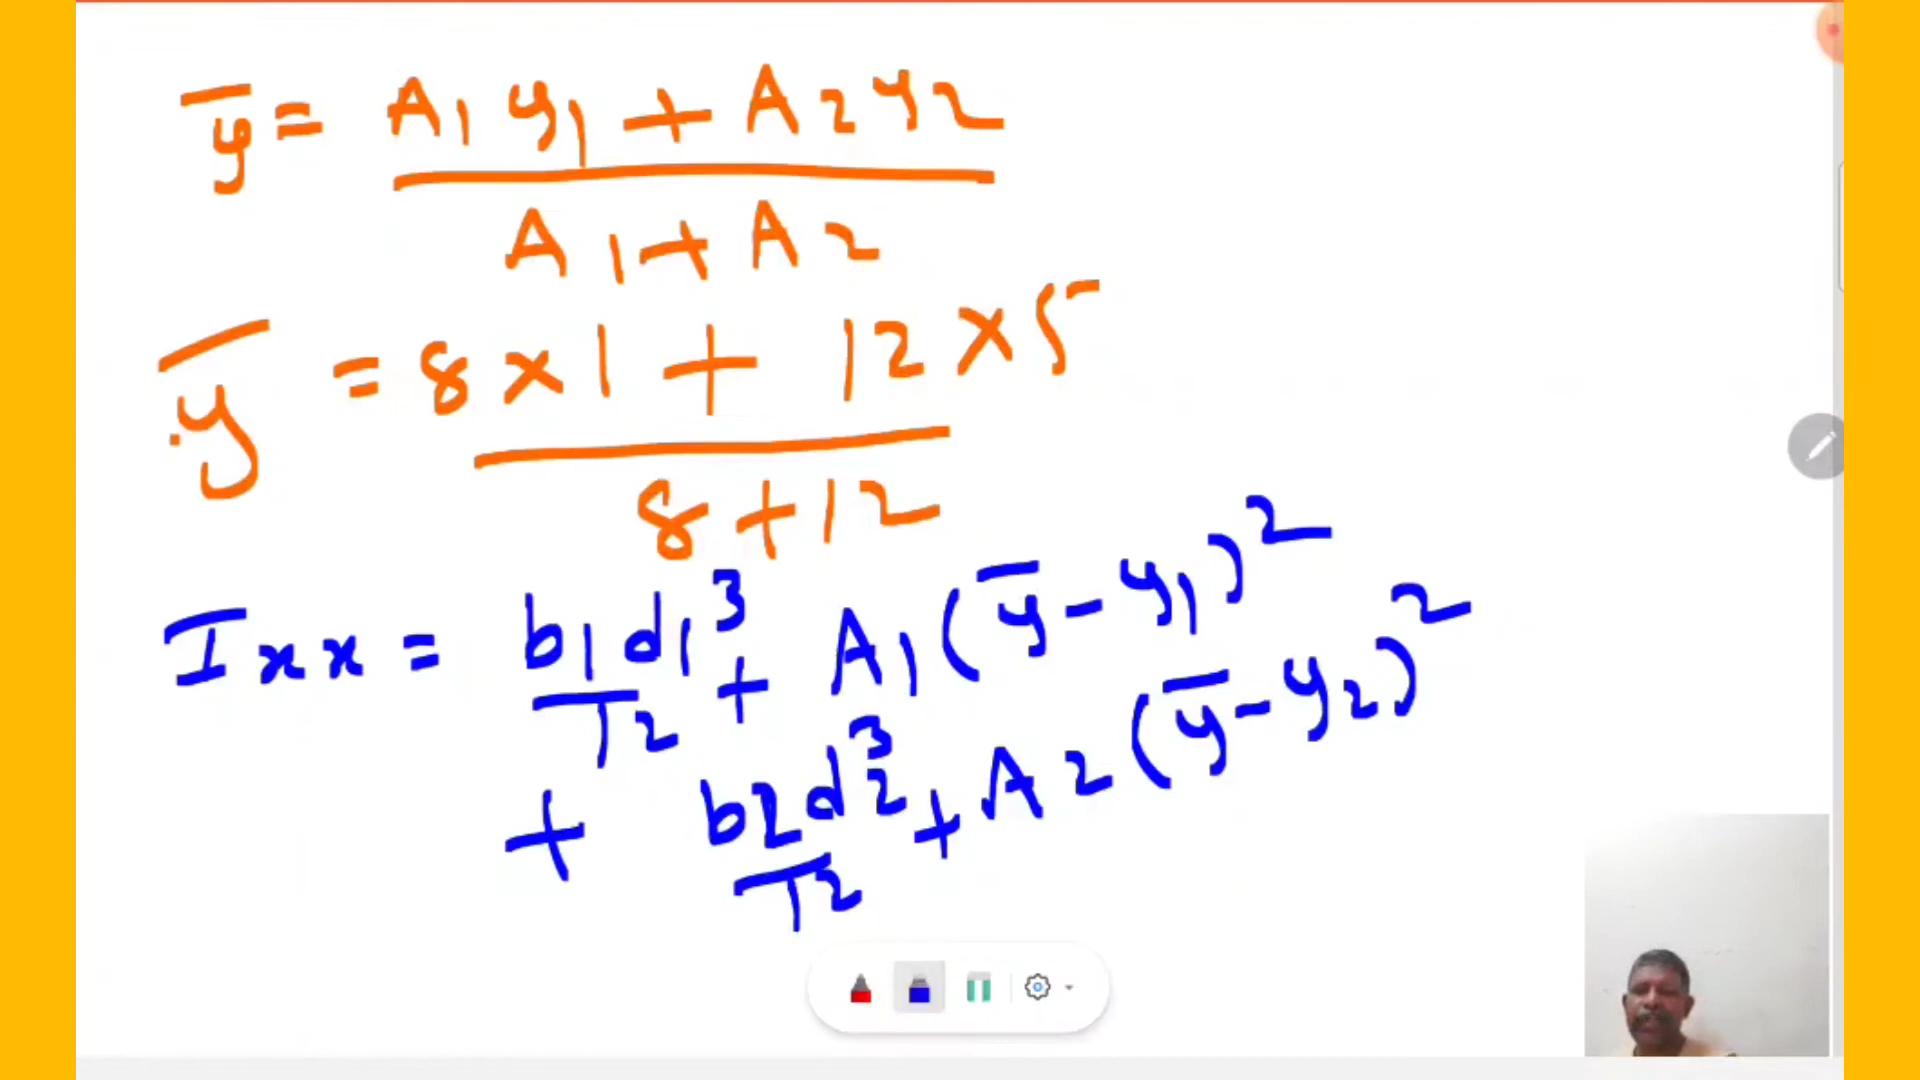 ȳ = A1 y1 + A2 y2
A1 + A2
ȳ = 8 x 1 + 12 x 5
8 + 12
Ixx = b1 d1³ + A1 (ȳ - y1)²
12
+ b2 d2³ + A2 (ȳ - y2)²
12